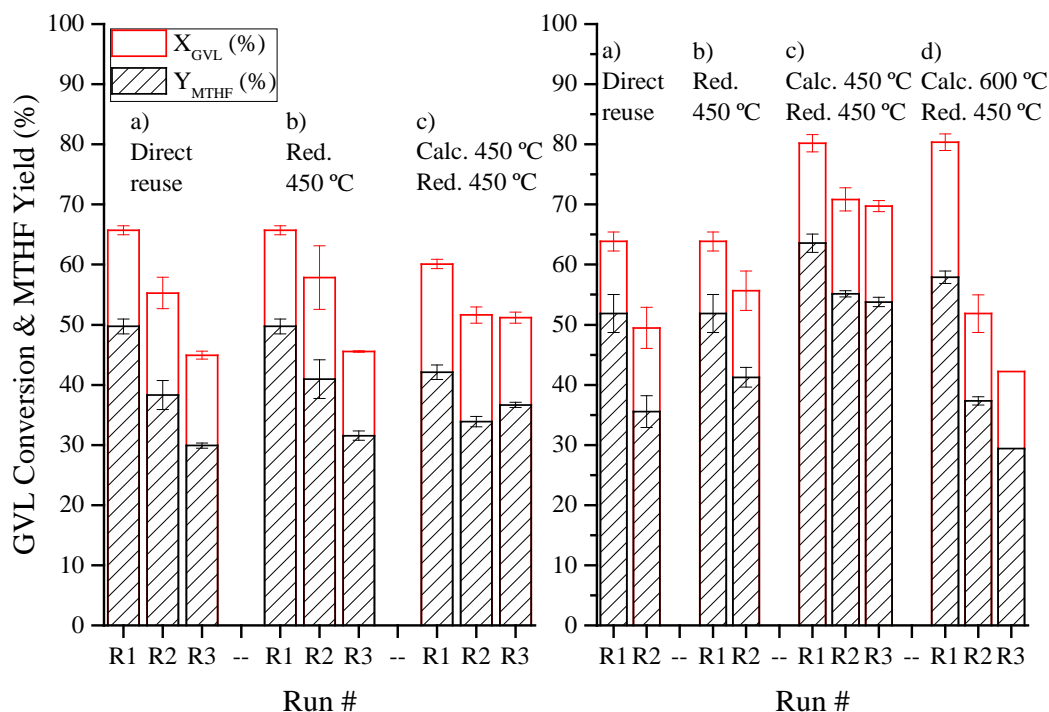 GVL Conversion & MTHF Yield (%)
100
90
80
70
60
50
40
30
20
10
0
X_GVL (%)
Y_MTHF (%)
a)
Direct
reuse
b)
Red.
450 ºC
c)
Calc. 450 ºC
Red. 450 ºC
R1 R2 R3 -- R1 R2 R3 -- R1 R2 R3
Run #
100
90
80
70
60
50
40
30
20
10
0
a)
Direct
reuse
b)
Red.
450 ºC
c)
Calc. 450 ºC
Red. 450 ºC
d)
Calc. 600 ºC
Red. 450 ºC
R1 R2 -- R1 R2 -- R1 R2 R3 -- R1 R2 R3
Run #